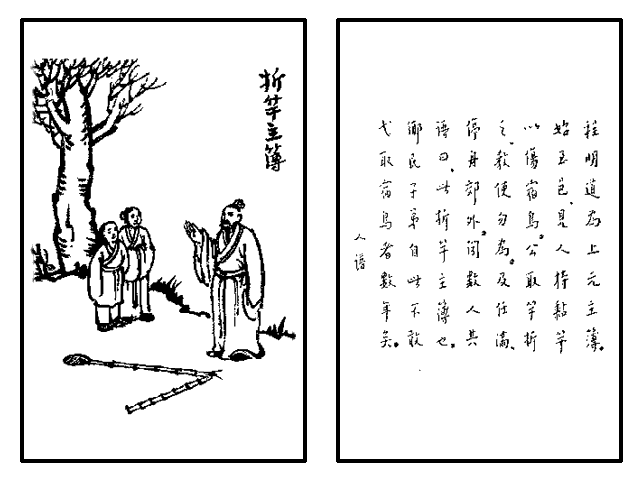 折竿主簿
程明道為上元主簿。
始至邑、見人持黏竿
以傷宿鳥。公取竿折
之、教使勿為。及任滿、
停舟郊外。聞數人共
語曰、此折竿主簿也。
鄉民子弟自此不敢
弋取宿鳥者數年矣。
人譜